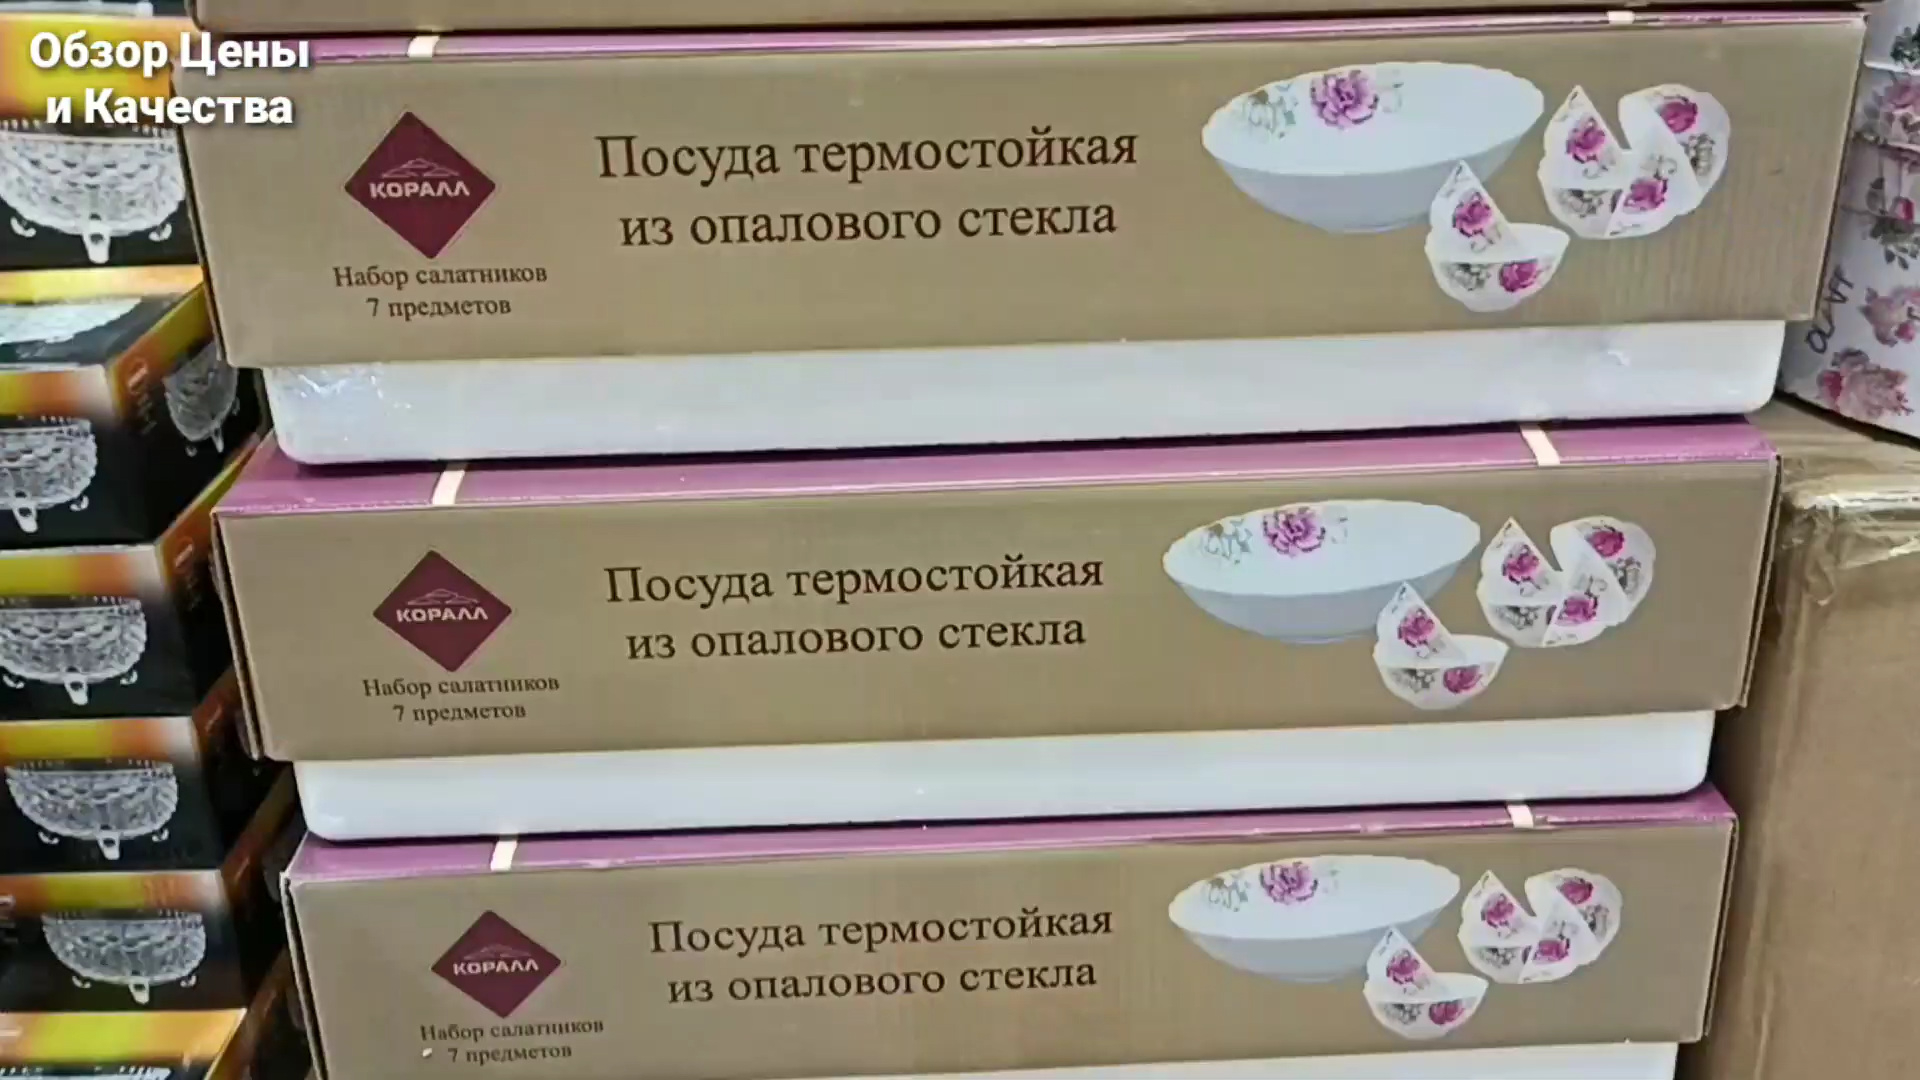 Обзор Цены
и Качества
КОРАЛЛ
Набор салатников
7 предметов
Посуда термостойкая
из опалового стекла
КОРАЛЛ
Набор салатников
7 предметов
Посуда термостойкая
из опалового стекла
КОРАЛЛ
Набор салатников
7 предметов
Посуда термостойкая
из опалового стекла